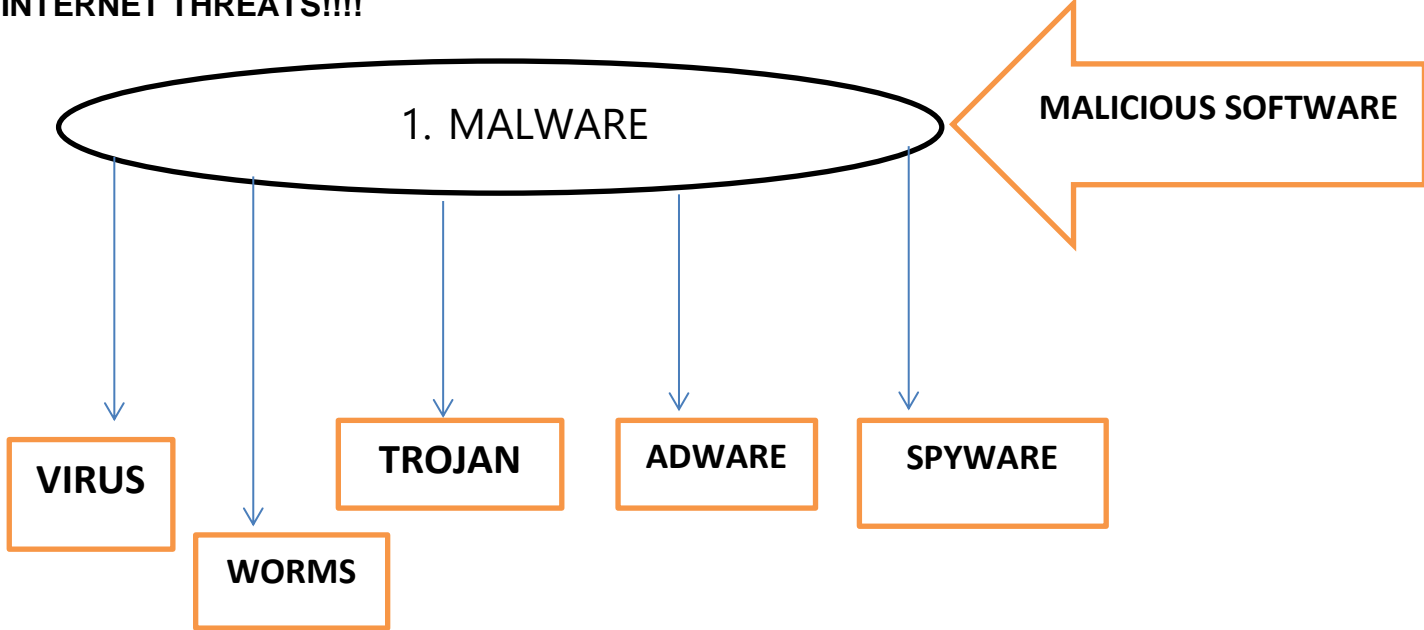 INTERNET THREATS!!!!
1. MALWARE
MALICIOUS SOFTWARE
VIRUS
WORMS
TROJAN
ADWARE
SPYWARE